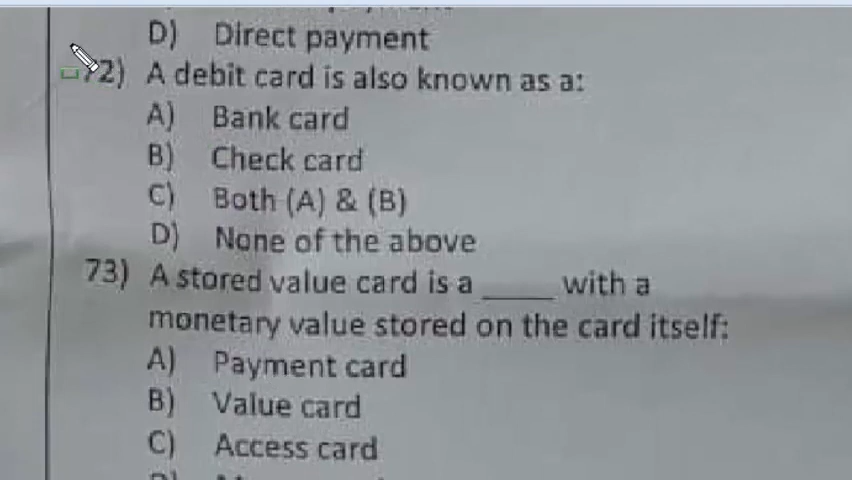 D) Direct payment
72) A debit card is also known as a:
A) Bank card
B) Check card
C) Both (A) & (B)
D) None of the above
73) A stored value card is a _____ with a
monetary value stored on the card itself:
A) Payment card
B) Value card
C) Access card